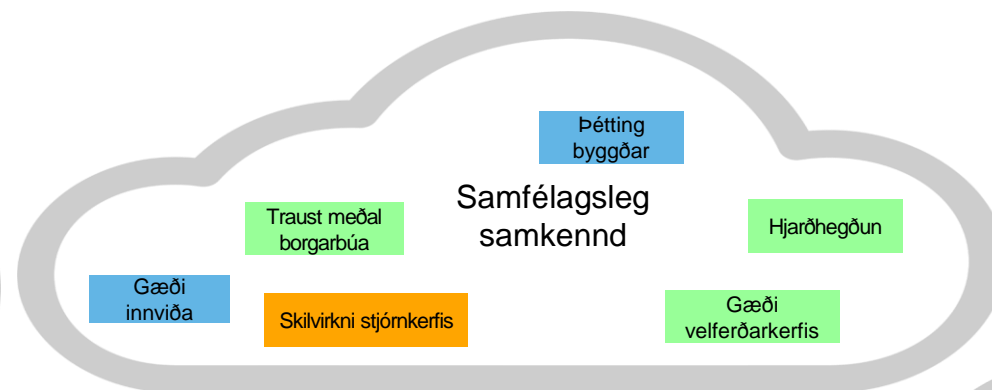 Þétting
byggðar
Samfélagsleg
samkennd
Traust meðal
borgarbúa
Hjarðhegðun
Gæði
innviða
Skilvirkni stjórnkerfis
Gæði
velferðarkerfis